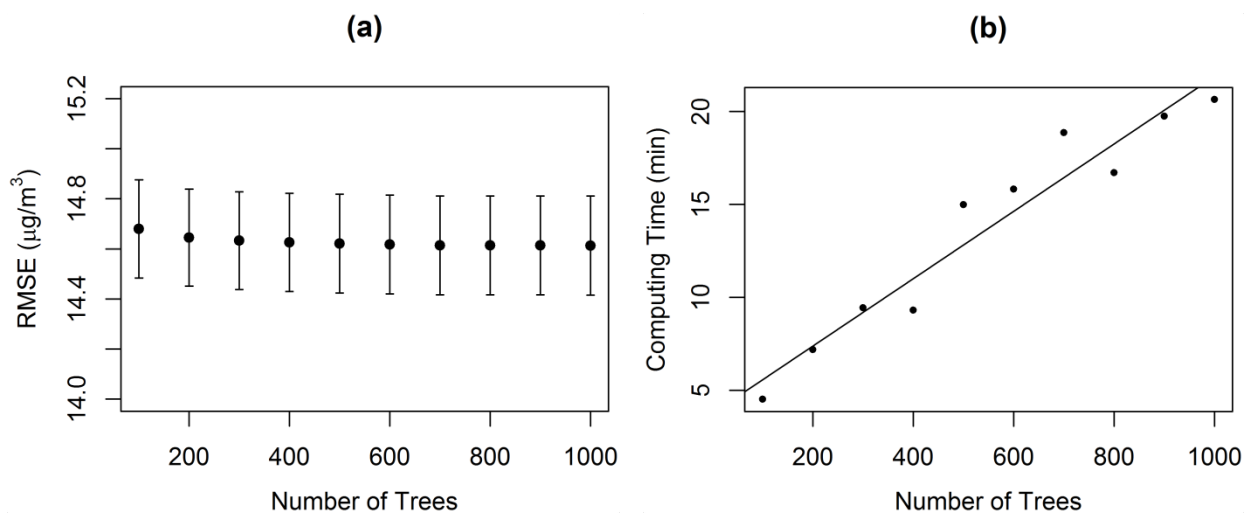 (a)
RMSE (μg/m³)
15.2
14.8
14.4
14.0
200 400 600 800 1000
Number of Trees
(b)
Computing Time (min)
20
15
10
5
200 400 600 800 1000
Number of Trees